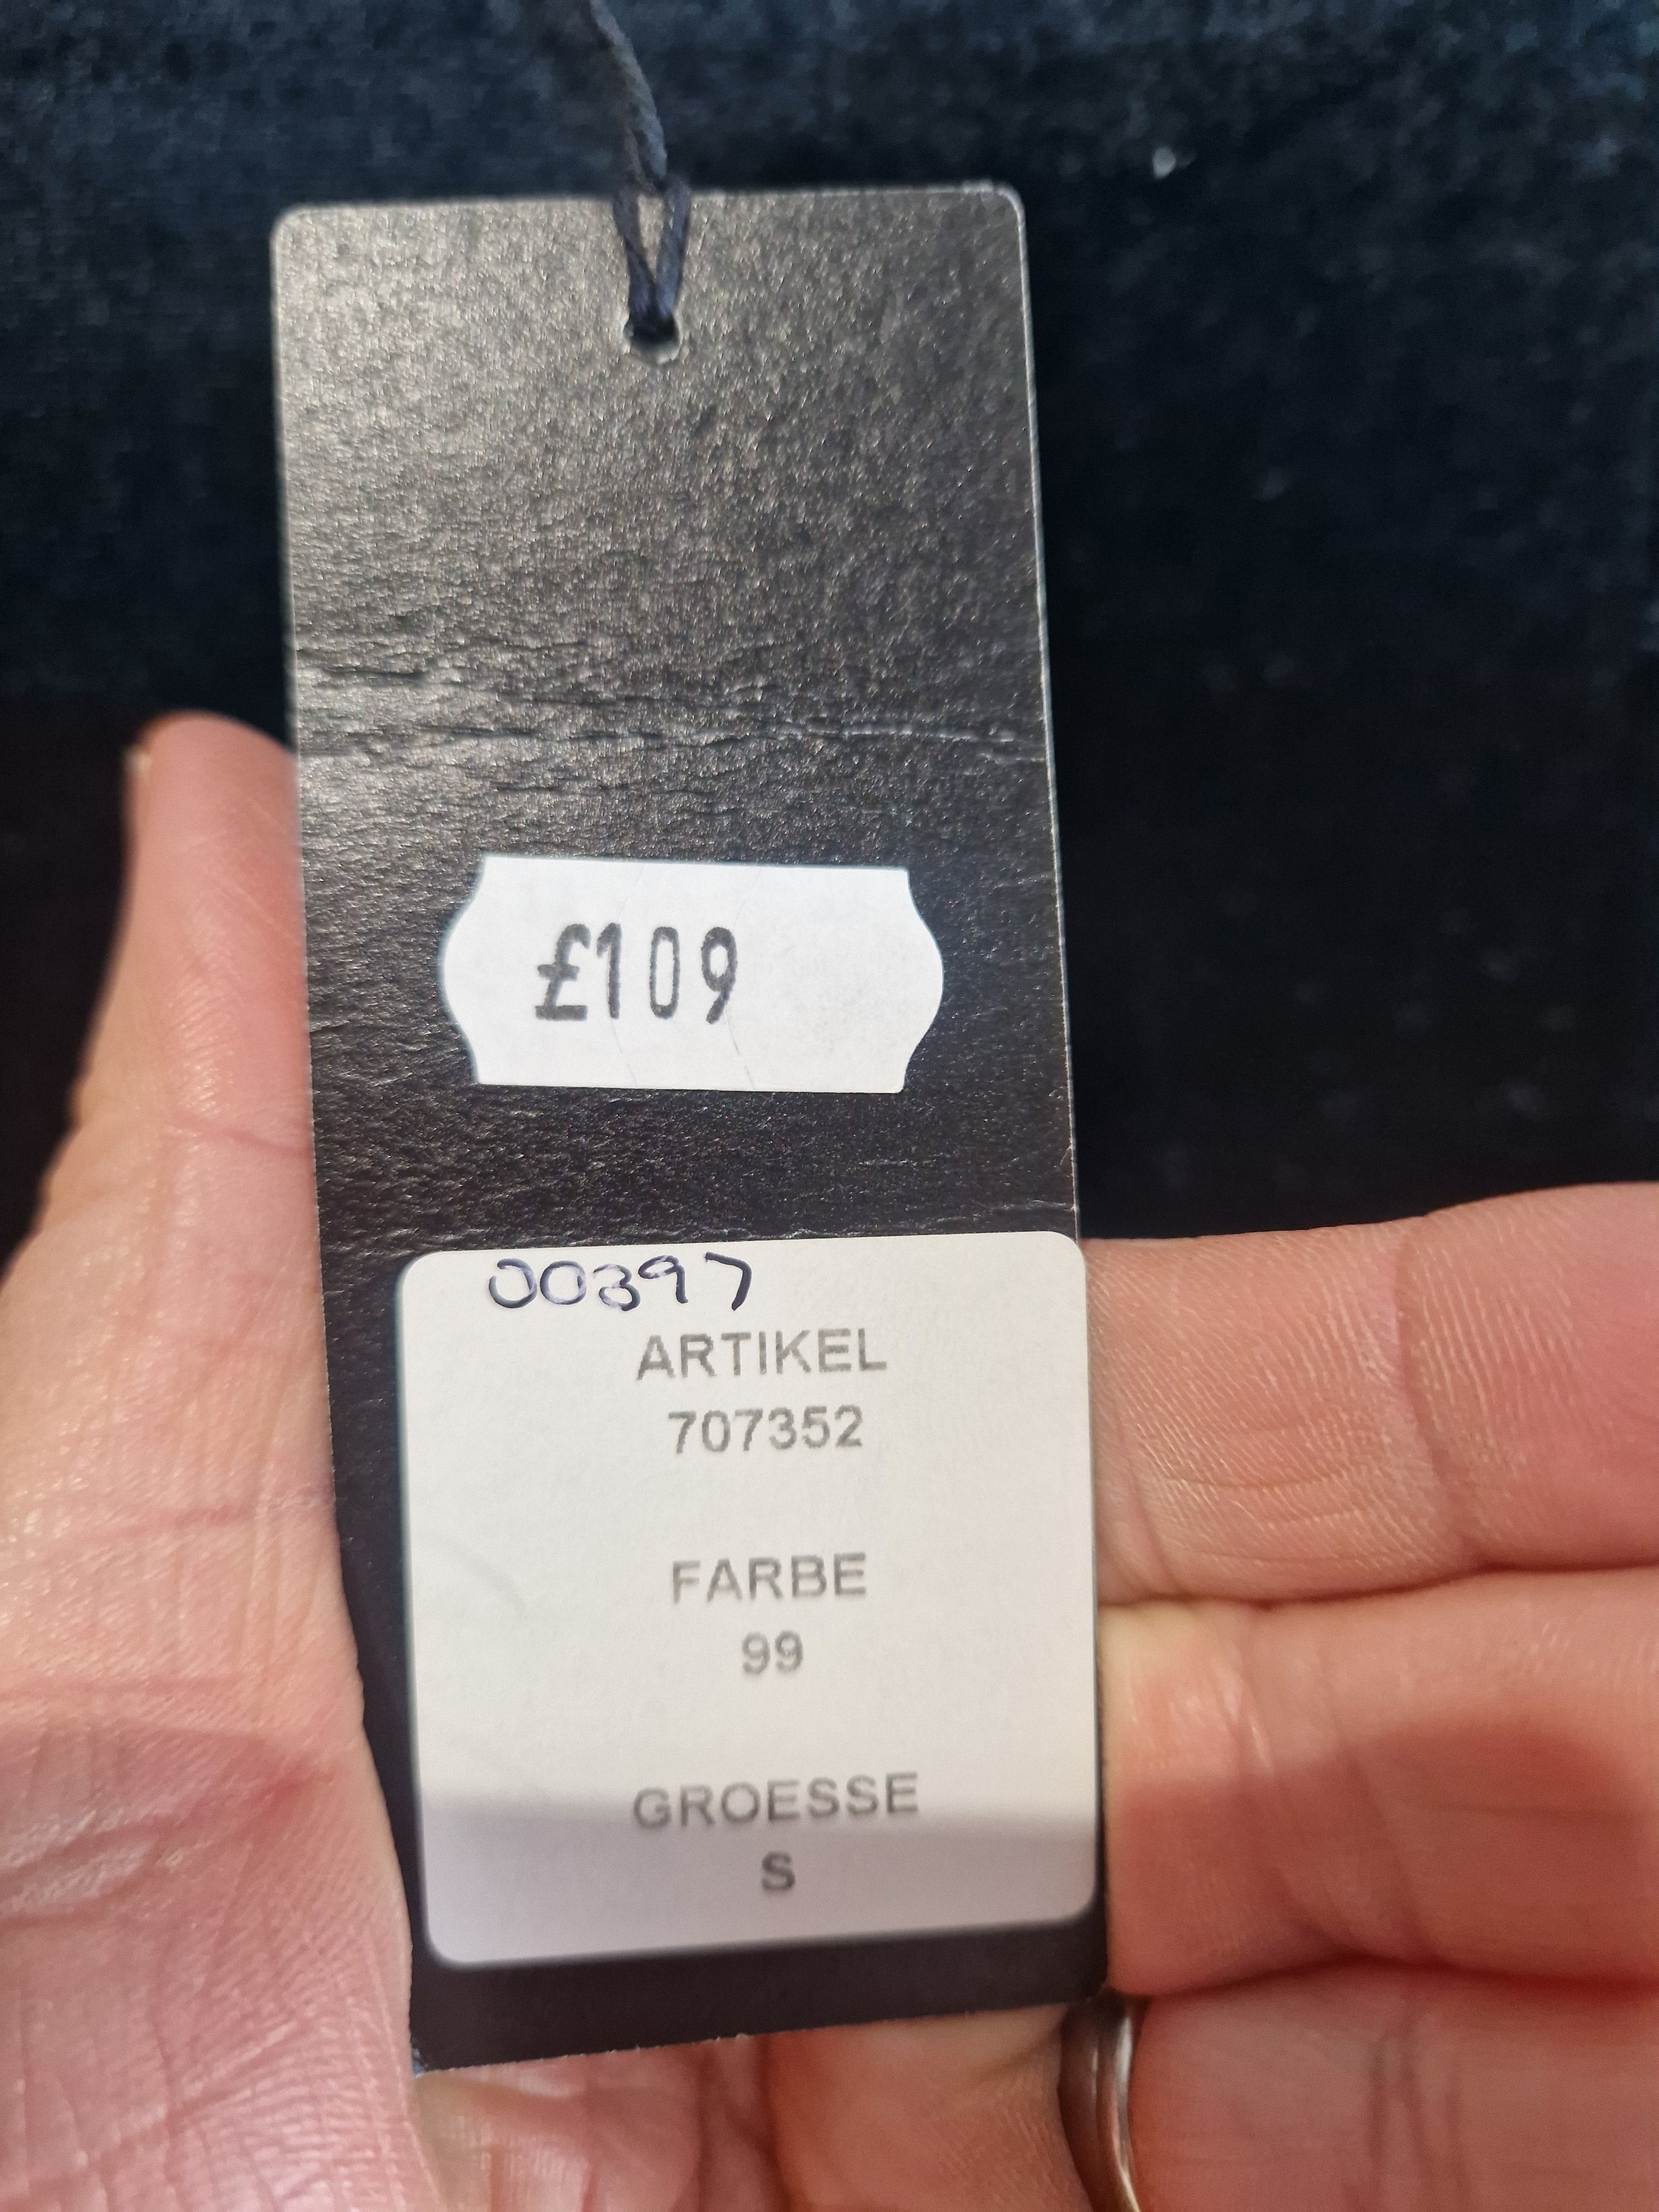 £109
00397
ARTIKEL
707352
FARBE
99
GROESSE
S